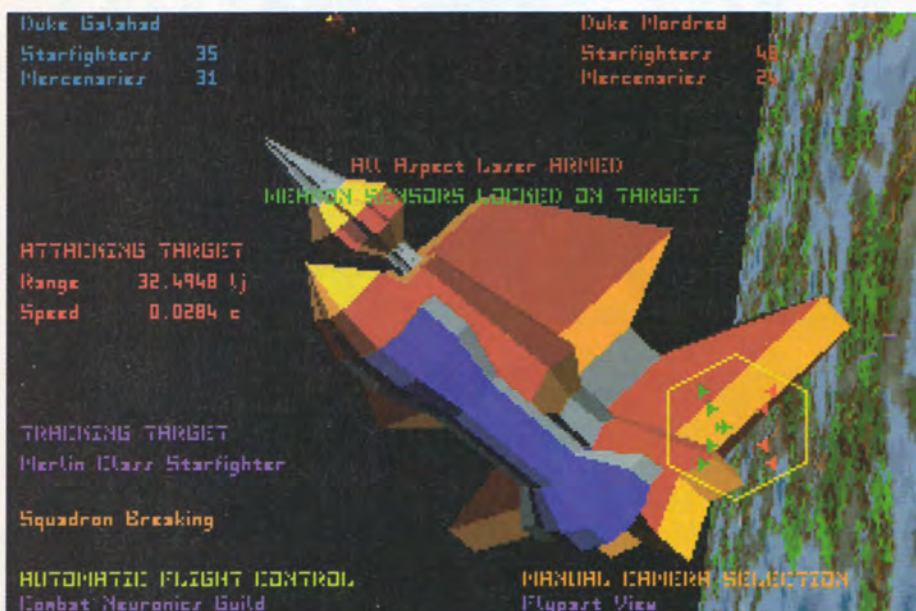 Duke Galahad
Starfighters 35
Mercenaries 31
Duke Mordred
Starfighters 48
Mercenaries 24
All Aspect Laser ARMED
WEAPON SENSORS LOCKED ON TARGET
ATTACKING TARGET
Range 32.4948 lj
Speed 0.0284 c
TRACKING TARGET
Merlin Class Starfighter
Squadron Breaking
AUTOMATIC FLIGHT CONTROL
Combat Neuronics Guild
MANUAL CAMERA SELECTION
Flypast View